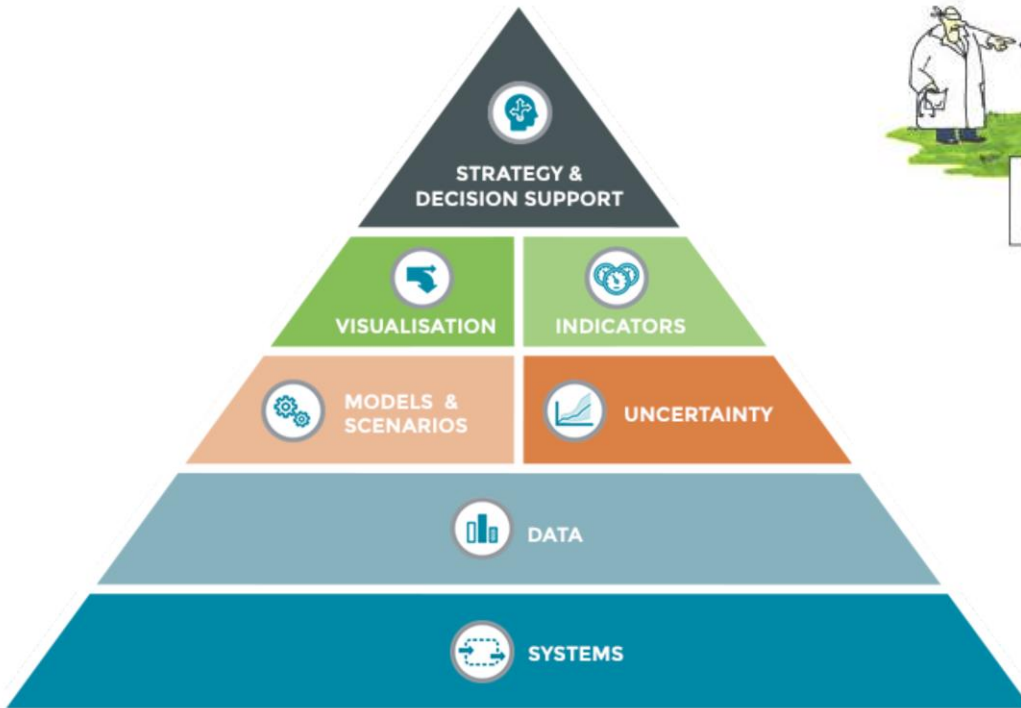 STRATEGY &
DECISION SUPPORT
VISUALISATION
INDICATORS
MODELS &
SCENARIOS
UNCERTAINTY
DATA
SYSTEMS